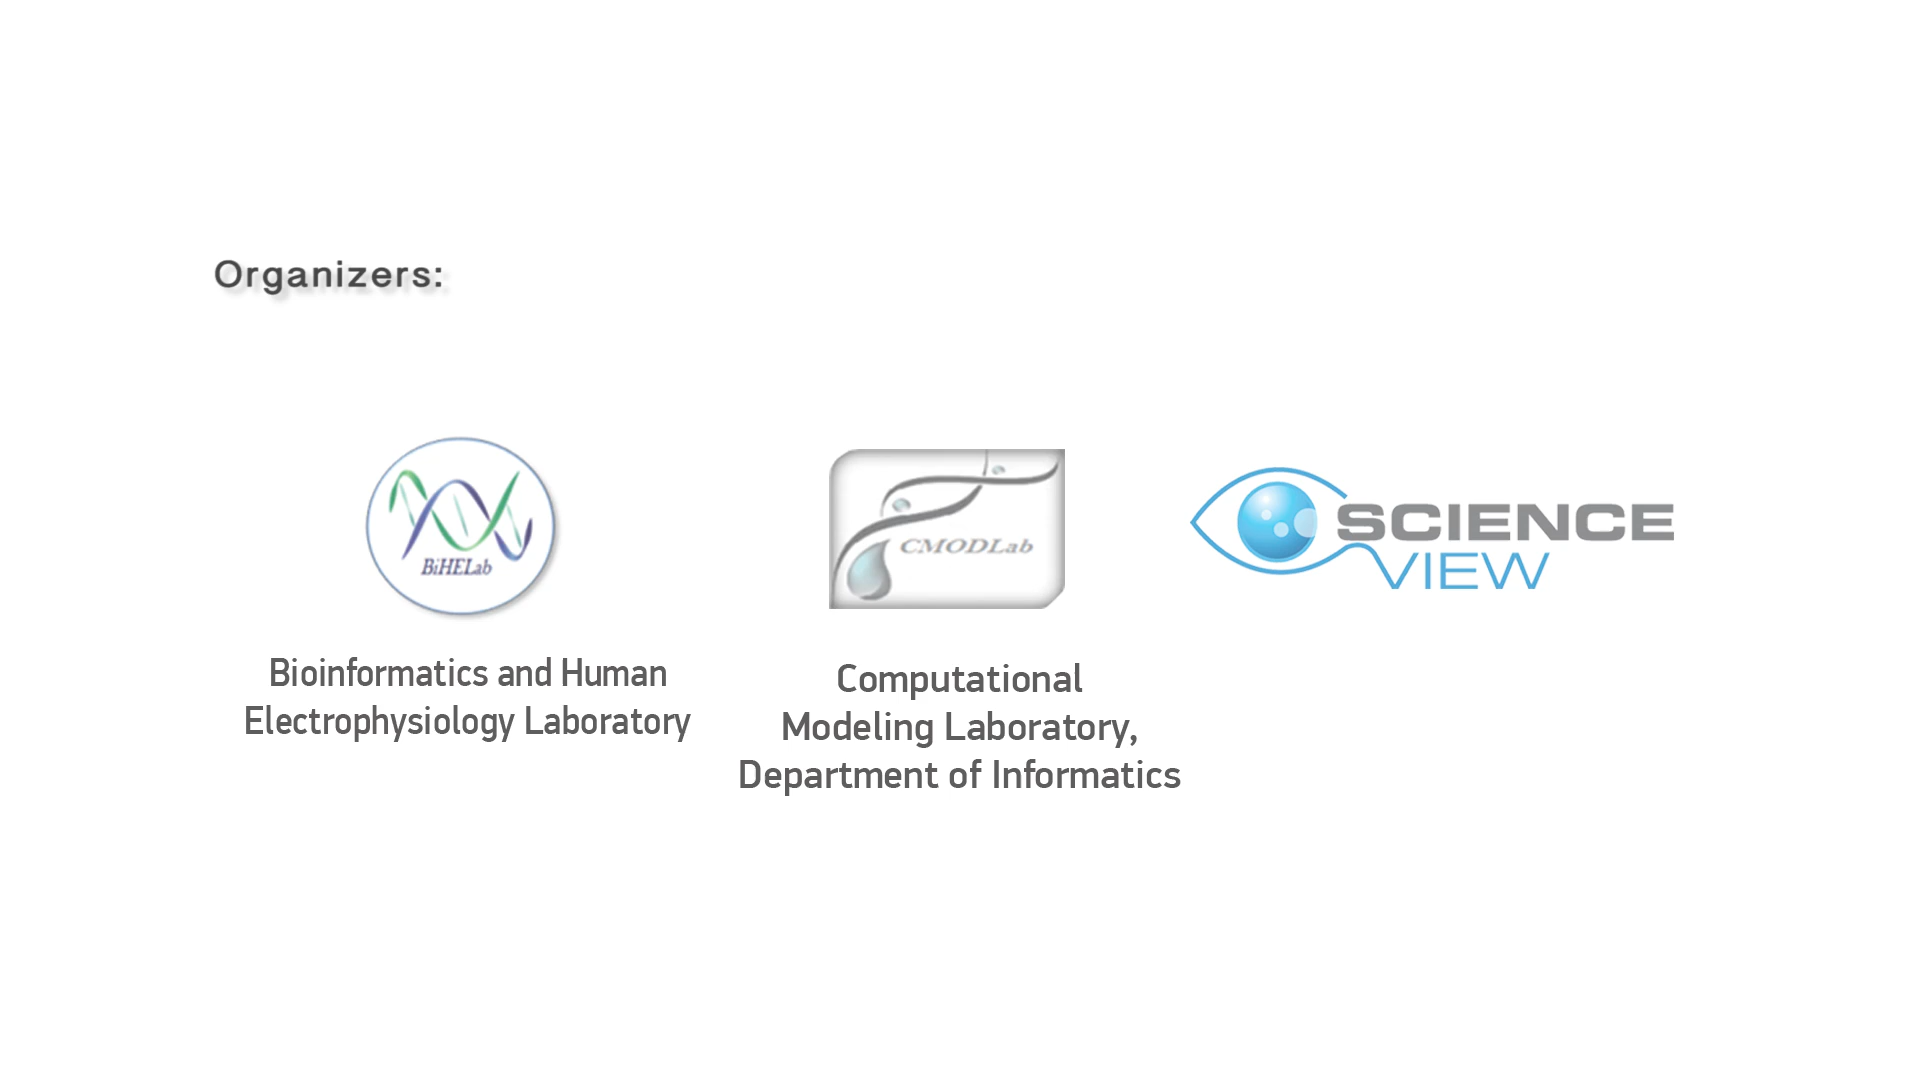 Organizers:
BiHELab
Bioinformatics and Human
Electrophysiology Laboratory
CMODLab
Computational
Modeling Laboratory,
Department of Informatics
SCIENCE
VIEW